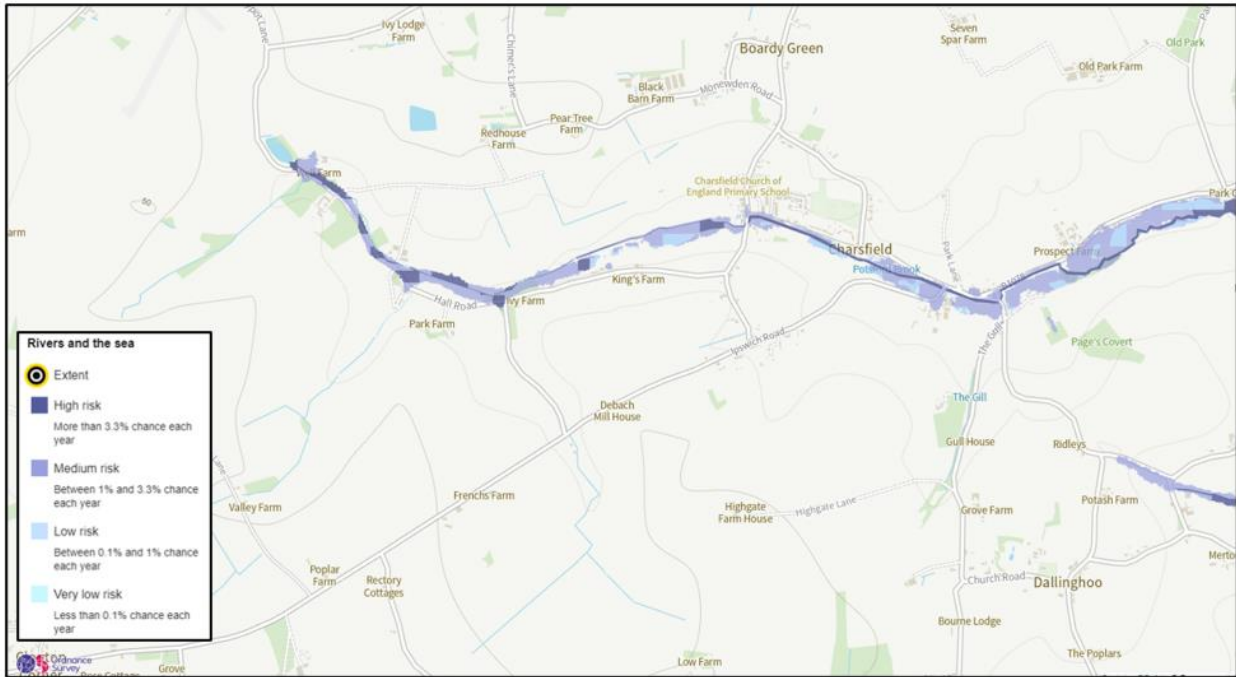 Ivy Lodge
Farm
Chimer's Lane
Boardy Green
Seven
Spar Farm
Old Park
Old Park Farm
Black
Barn Farm
Monewden Road
Pear Tree
Farm
Redhouse
Farm
Charsfield Church of
England Primary School
50
Charsfield
Park Lane
Prospect Farm
B1078
King's Farm
Ivy Farm
Hall Road
Park Farm
Ipswich Road
The Gull
Page's Covert
Debach
Mill House
The Gill
Gull House
Ridleys
Valley Farm
Frenchs Farm
Highgate
Farm House
Highgate Lane
Grove Farm
Potash Farm
Poplar
Farm
Rectory
Cottages
Church Road
Dallinghoo
Bourne Lodge
Low Farm
The Poplars
Grove
Rivers and the sea
Extent
High risk
More than 3.3% chance each
year
Medium risk
Between 1% and 3.3% chance
each year
Low risk
Between 0.1% and 1% chance
each year
Very low risk
Less than 0.1% chance each
year
Ordnance
Survey